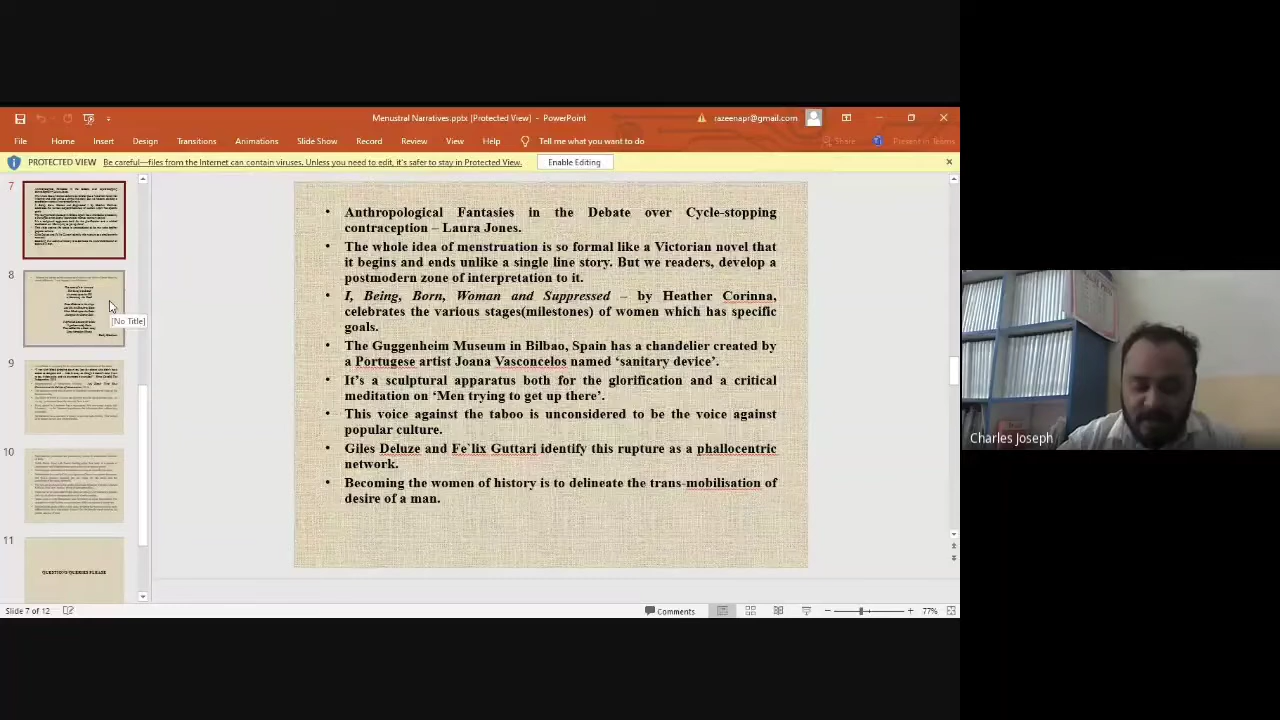 Menustral Narratives.pptx [Protected View] - PowerPoint
razeenapr@gmail.com
File Home Insert Design Transitions Animations Slide Show Record Review View Help Tell me what you want to do
Share Present in Teams
PROTECTED VIEW Be careful—files from the Internet can contain viruses. Unless you need to edit, it's safer to stay in Protected View. Enable Editing
7
8
[No Title]
9
10
11
QUESTIONS/QUERIES PLEASE
• Anthropological Fantasies in the Debate over Cycle-stopping
contraception – Laura Jones.
• The whole idea of menstruation is so formal like a Victorian novel that
it begins and ends unlike a single line story. But we readers, develop a
postmodern zone of interpretation to it.
• I, Being, Born, Woman and Suppressed – by Heather Corinna,
celebrates the various stages(milestones) of women which has specific
goals.
• The Guggenheim Museum in Bilbao, Spain has a chandelier created by
a Portugese artist Joana Vasconcelos named ‘sanitary device’.
• It’s a sculptural apparatus both for the glorification and a critical
meditation on ‘Men trying to get up there’.
• This voice against the taboo is unconsidered to be the voice against
popular culture.
• Giles Deluze and Fe`lix Guttari identify this rupture as a phallocentric
network.
• Becoming the women of history is to delineate the trans-mobilisation of
desire of a man.
Charles Joseph
Slide 7 of 12
Comments
77%